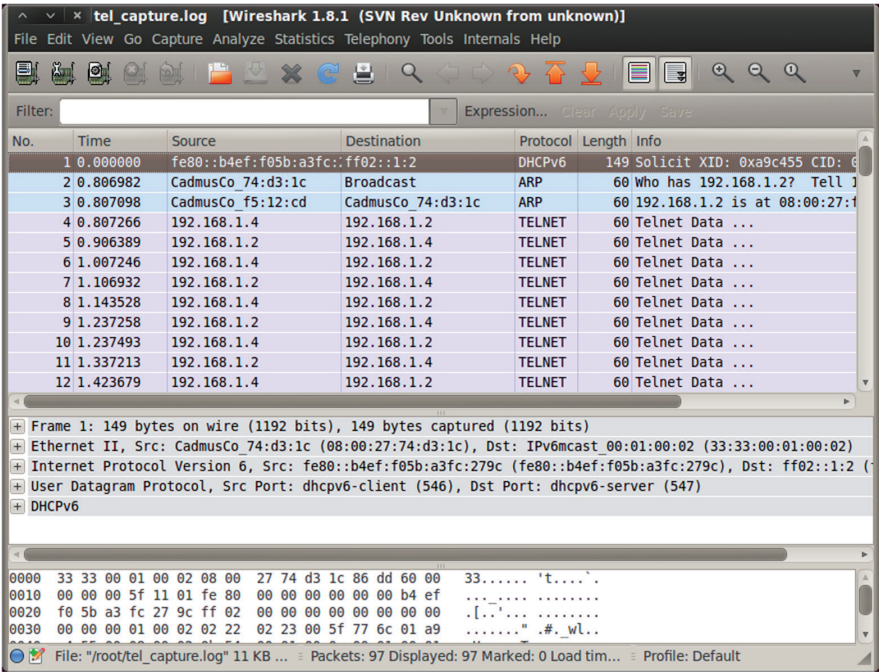 tel_capture.log [Wireshark 1.8.1 (SVN Rev Unknown from unknown)]
File Edit View Go Capture Analyze Statistics Telephony Tools Internals Help
Filter: Expression... Clear Apply Save
No. Time Source Destination Protocol Length Info
1 0.000000 fe80::b4ef:f05b:a3fc: ff02::1:2 DHCPv6 149 Solicit XID: 0xa9c455 CID:
2 0.806982 CadmusCo_74:d3:1c Broadcast ARP 60 Who has 192.168.1.2? Tell 1
3 0.807098 CadmusCo_f5:12:cd CadmusCo_74:d3:1c ARP 60 192.168.1.2 is at 08:00:27:f
4 0.807266 192.168.1.4 192.168.1.2 TELNET 60 Telnet Data ...
5 0.906389 192.168.1.2 192.168.1.4 TELNET 60 Telnet Data ...
6 1.007246 192.168.1.4 192.168.1.2 TELNET 60 Telnet Data ...
7 1.106932 192.168.1.2 192.168.1.4 TELNET 60 Telnet Data ...
8 1.143528 192.168.1.4 192.168.1.2 TELNET 60 Telnet Data ...
9 1.237258 192.168.1.2 192.168.1.4 TELNET 60 Telnet Data ...
10 1.237493 192.168.1.4 192.168.1.2 TELNET 60 Telnet Data ...
11 1.337213 192.168.1.2 192.168.1.4 TELNET 60 Telnet Data ...
12 1.423679 192.168.1.4 192.168.1.2 TELNET 60 Telnet Data ...
Frame 1: 149 bytes on wire (1192 bits), 149 bytes captured (1192 bits)
Ethernet II, Src: CadmusCo_74:d3:1c (08:00:27:74:d3:1c), Dst: IPv6mcast_00:01:00:02 (33:33:00:01:00:02)
Internet Protocol Version 6, Src: fe80::b4ef:f05b:a3fc:279c (fe80::b4ef:f05b:a3fc:279c), Dst: ff02::1:2 (
User Datagram Protocol, Src Port: dhcpv6-client (546), Dst Port: dhcpv6-server (547)
DHCPv6
0000 33 33 00 01 00 02 08 00 27 74 d3 1c 86 dd 60 00 33...... 't....`.
0010 00 00 00 5f 11 01 fe 80 00 00 00 00 00 00 b4 ef ..._.... ........
0020 f0 5b a3 fc 27 9c ff 02 00 00 00 00 00 00 00 00 .[..'... ........
0030 00 00 00 01 00 02 02 22 02 23 00 5f 77 6c 01 a9 ......." .#._wl..
File: "/root/tel_capture.log" 11 KB ... Packets: 97 Displayed: 97 Marked: 0 Load tim... Profile: Default